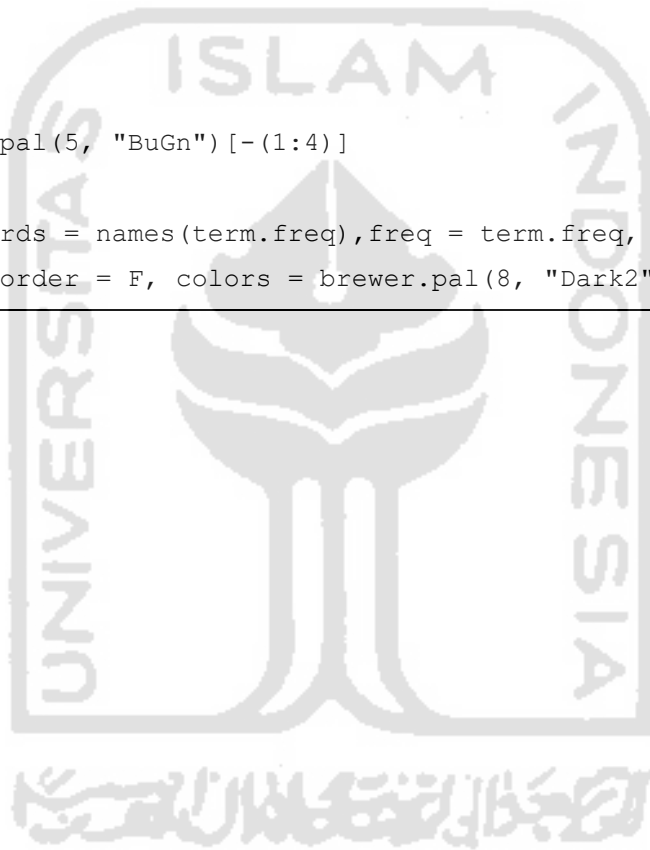 ISLAM
UNIVERSITAS
INDONESIA
pal(5, "BuGn")[-(1:4)]
rds = names(term.freq),freq = term.freq,
order = F, colors = brewer.pal(8, "Dark2"